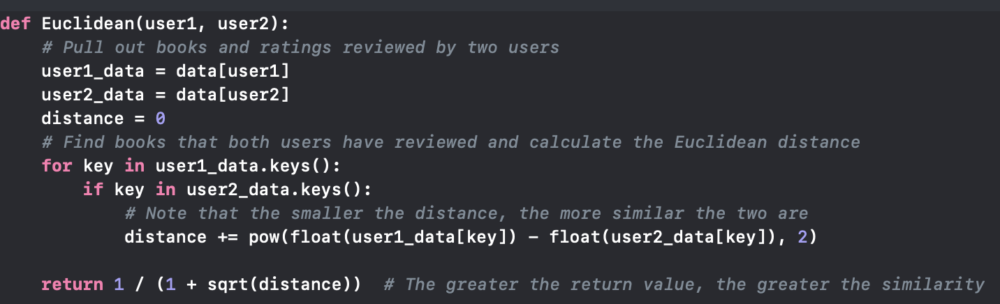 def Euclidean(user1, user2):
    # Pull out books and ratings reviewed by two users
    user1_data = data[user1]
    user2_data = data[user2]
    distance = 0
    # Find books that both users have reviewed and calculate the Euclidean distance
    for key in user1_data.keys():
        if key in user2_data.keys():
            # Note that the smaller the distance, the more similar the two are
            distance += pow(float(user1_data[key]) - float(user2_data[key]), 2)

    return 1 / (1 + sqrt(distance))  # The greater the return value, the greater the similarity